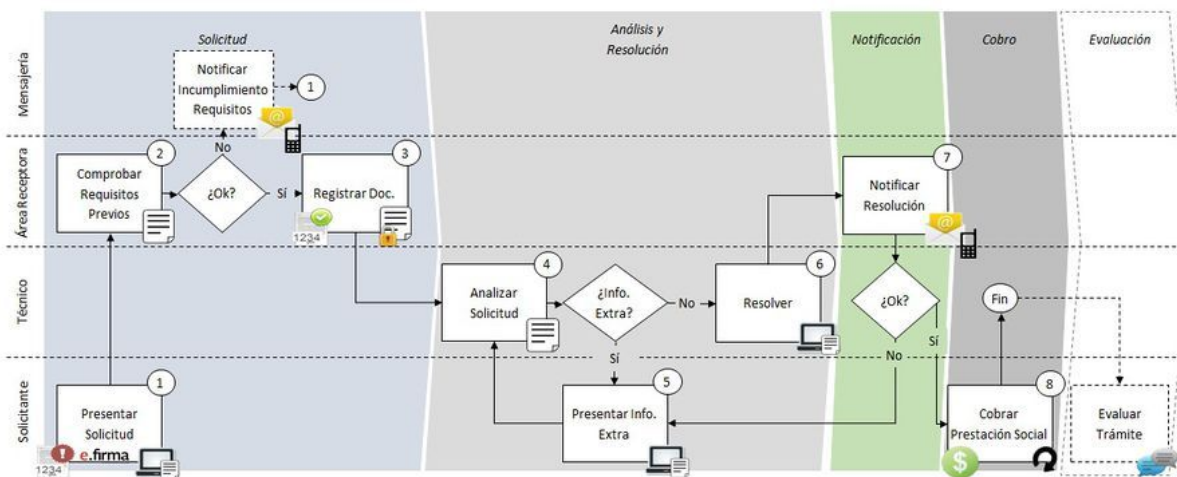 Solicitud
Análisis y
Resolución
Notificación
Cobro
Evaluación
Mensajería
Notificar
Incumplimiento
Requisitos
1
No
Área Receptora
2
Comprobar
Requisitos
Previos
¿Ok?
Sí
3
Registrar Doc.
1234
7
Notificar
Resolución
Técnico
4
Analizar
Solicitud
¿Info.
Extra?
No
Sí
6
Resolver
¿Ok?
Sí
No
Fin
Solicitante
1
Presentar
Solicitud
1234
e.firma
5
Presentar Info.
Extra
8
Cobrar
Prestación Social
$
Evaluar
Trámite